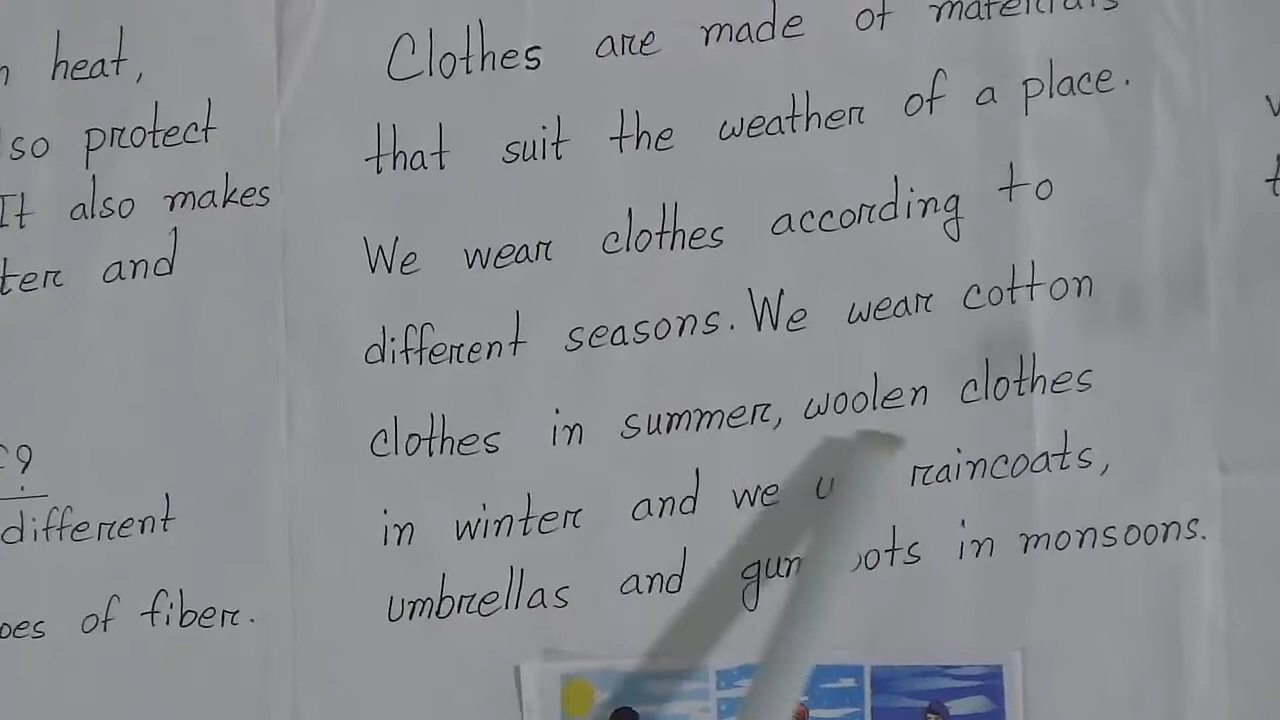 heat,
so protect
It also makes
and
different
of fiber.
Clothes are made of materials
that suit the weather of a place.
We wear clothes according to
different seasons. We wear cotton
clothes in summer, woolen clothes
in winter and we raincoats,
umbrellas and in monsoons.